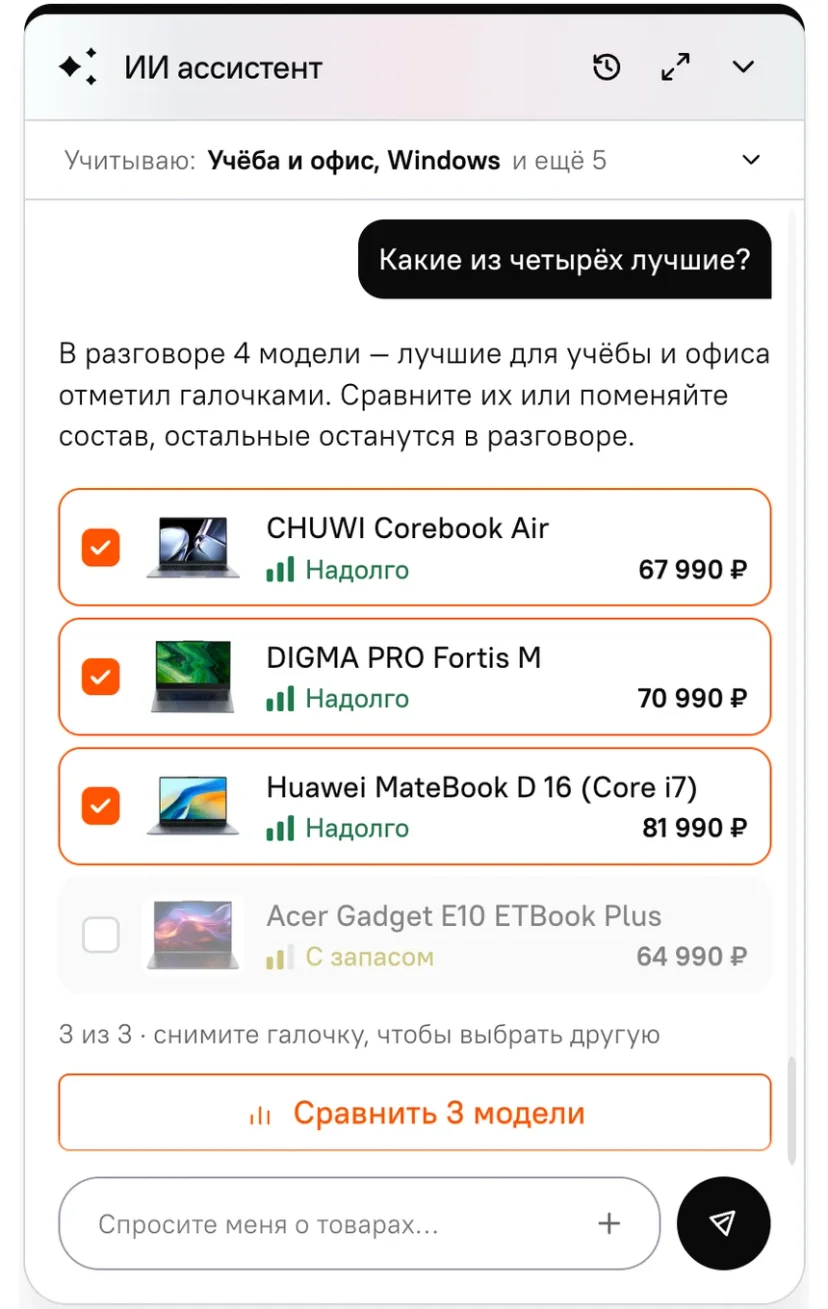 ИИ ассистент
Учитываю: Учёба и офис, Windows и ещё 5
Какие из четырёх лучшие?
В разговоре 4 модели — лучшие для учёбы и офиса
отметил галочками. Сравните их или поменяйте
состав, остальные останутся в разговоре.
CHUWI Corebook Air
Надолго 67 990 ₽
DIGMA PRO Fortis M
Надолго 70 990 ₽
Huawei MateBook D 16 (Core i7)
Надолго 81 990 ₽
Acer Gadget E10 ETBook Plus
С запасом 64 990 ₽
3 из 3 · снимите галочку, чтобы выбрать другую
Сравнить 3 модели
Спросите меня о товарах...